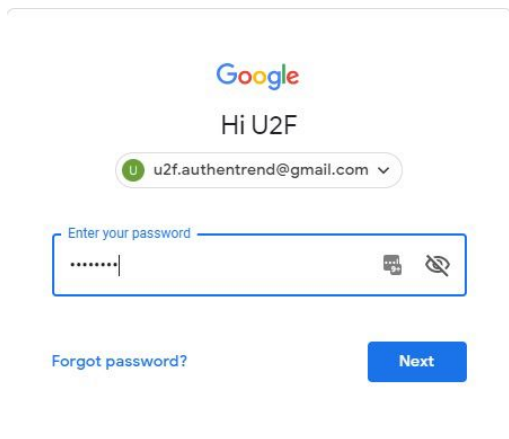 Google
Hi U2F
U u2f.authentrend@gmail.com
Enter your password
••••••••
Forgot password?
Next